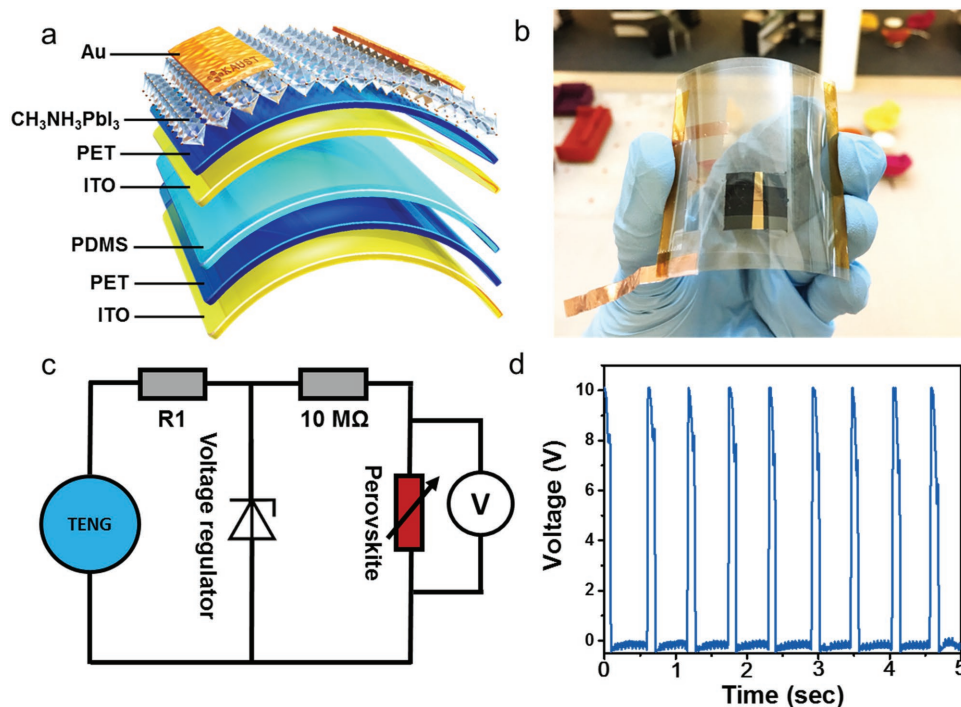 a
Au
KAUST
CH₃NH₃PbI₃
PET
ITO
PDMS
PET
ITO
b
c
R1
10 MΩ
TENG
Voltage regulator
Perovskite
V
d
Voltage (V)
10
8
6
4
2
0
0
1
2
3
4
5
Time (sec)